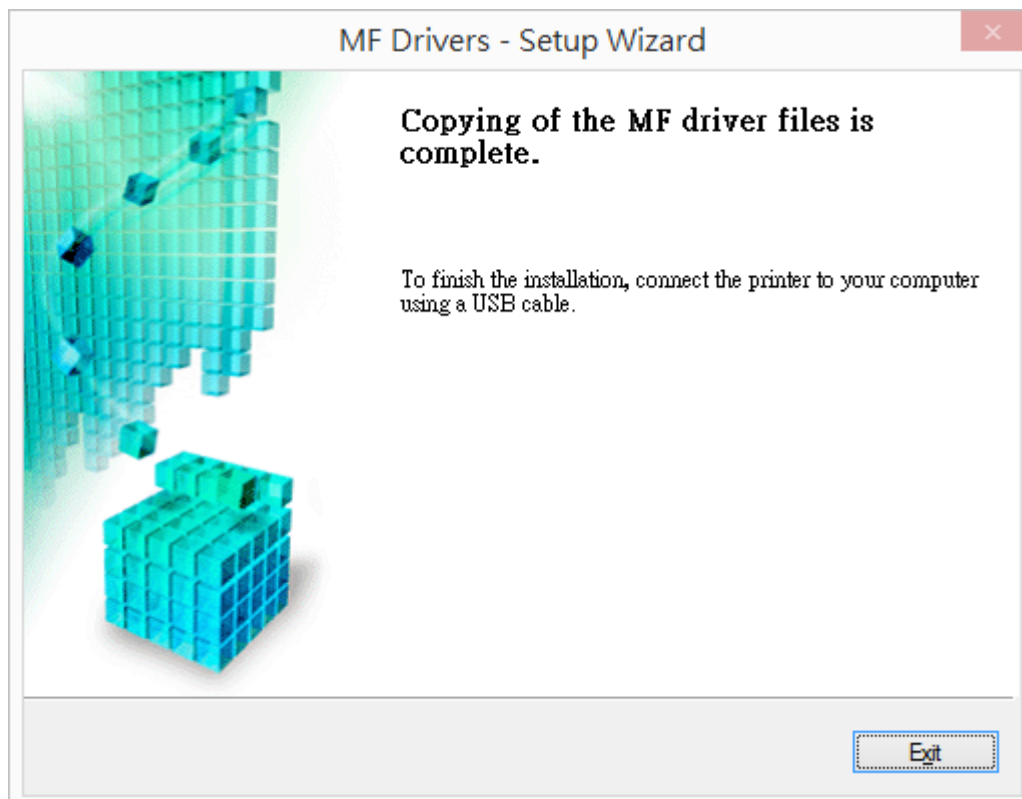 MF Drivers - Setup Wizard
Copying of the MF driver files is
complete.
To finish the installation, connect the printer to your computer
using a USB cable.
Exit